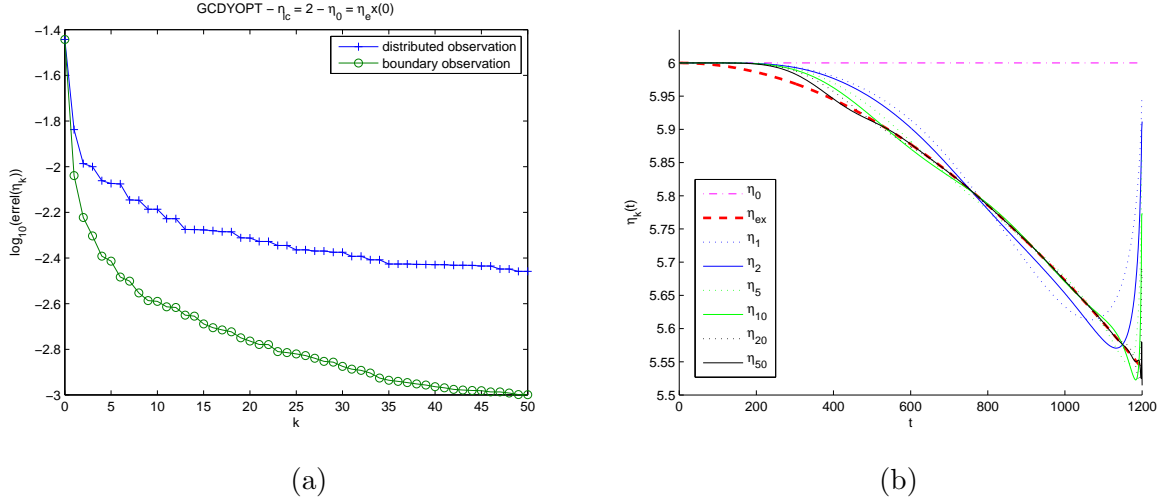 GCDYOPT − η_c = 2 − η_0 = η_e x(0)
−1.4
−1.6
−1.8
−2
−2.2
−2.4
−2.6
−2.8
−3
log_10(errel(η_k))
distributed observation
boundary observation
0 5 10 15 20 25 30 35 40 45 50
k
(a)
6
5.95
5.9
5.85
5.8
5.75
5.7
5.65
5.6
5.55
5.5
η_k(t)
η_0
η_ex
η_1
η_2
η_5
η_10
η_20
η_50
0 200 400 600 800 1000 1200
t
(b)